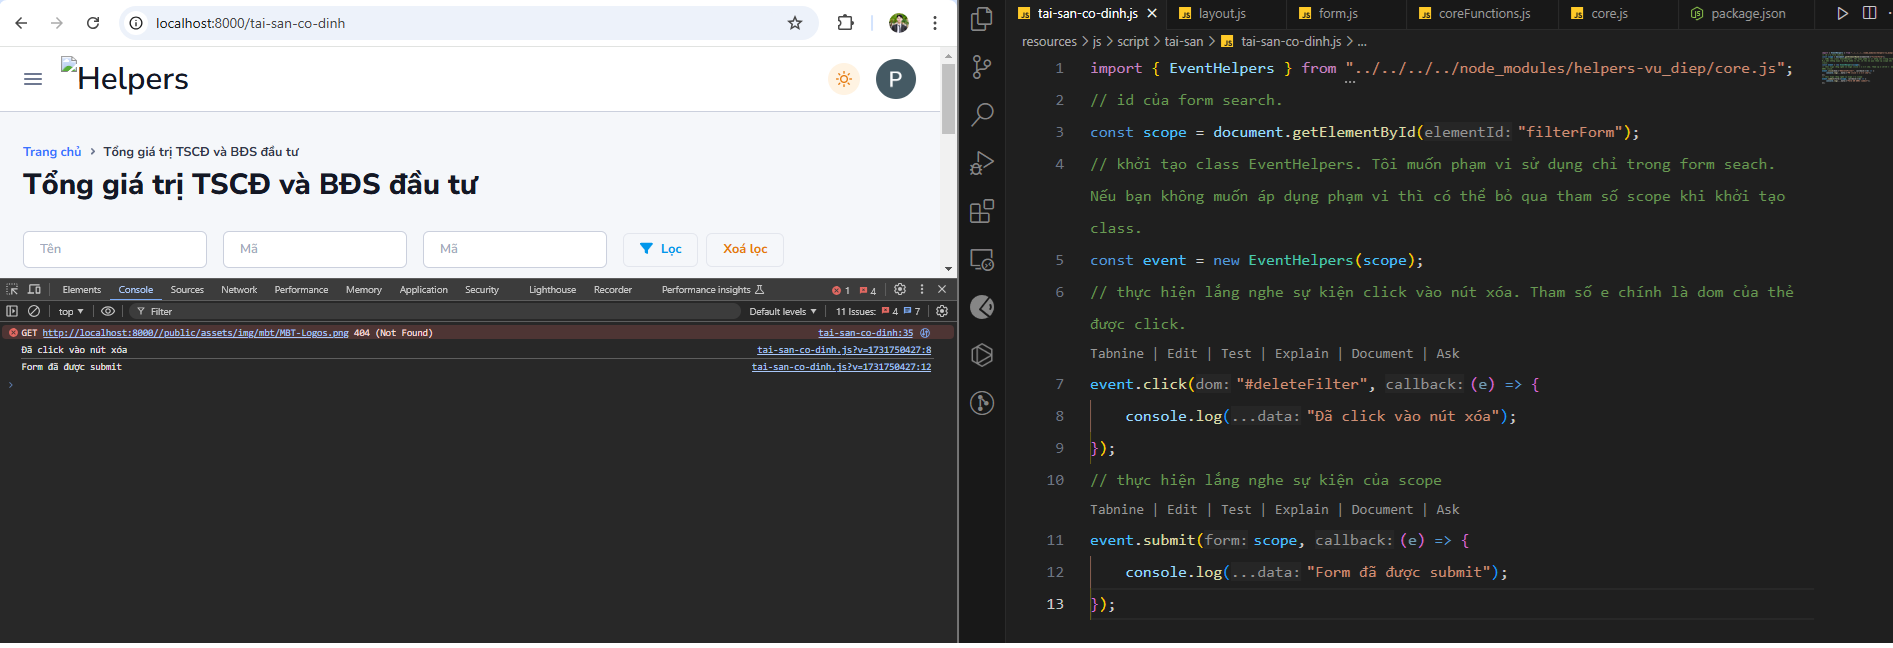 localhost:8000/tai-san-co-dinh
Helpers
P
Trang chủ > Tổng giá trị TSCĐ và BĐS đầu tư
Tổng giá trị TSCĐ và BĐS đầu tư
Tên
Mã
Mã
Lọc
Xoá lọc
Elements Console Sources Network Performance Memory Application Security Lighthouse Recorder Performance insights 1 4
top Filter Default levels 11 Issues: 4 7
GET http://localhost:8000//public/assets/img/mbt/MBT-Logos.png 404 (Not Found) tai-san-co-dinh:35
Đã click vào nút xóa tai-san-co-dinh.js?v=1731750427:8
Form đã được submit tai-san-co-dinh.js?v=1731750427:12
JS tai-san-co-dinh.js JS layout.js JS form.js JS coreFunctions.js JS core.js package.json
resources > js > script > tai-san > JS tai-san-co-dinh.js > ...
1 import { EventHelpers } from "../../../../node_modules/helpers-vu_diep/core.js";
2 // id của form search.
3 const scope = document.getElementById(elementId: "filterForm");
4 // khởi tạo class EventHelpers. Tôi muốn phạm vi sử dụng chỉ trong form seach.
Nếu bạn không muốn áp dụng phạm vi thì có thể bỏ qua tham số scope khi khởi tạo
class.
5 const event = new EventHelpers(scope);
6 // thực hiện lắng nghe sự kiện click vào nút xóa. Tham số e chính là dom của thẻ
được click.
Tabnine | Edit | Test | Explain | Document | Ask
7 event.click(dom: "#deleteFilter", callback: (e) => {
8 console.log(...data: "Đã click vào nút xóa");
9 });
10 // thực hiện lắng nghe sự kiện của scope
Tabnine | Edit | Test | Explain | Document | Ask
11 event.submit(form: scope, callback: (e) => {
12 console.log(...data: "Form đã được submit");
13 });